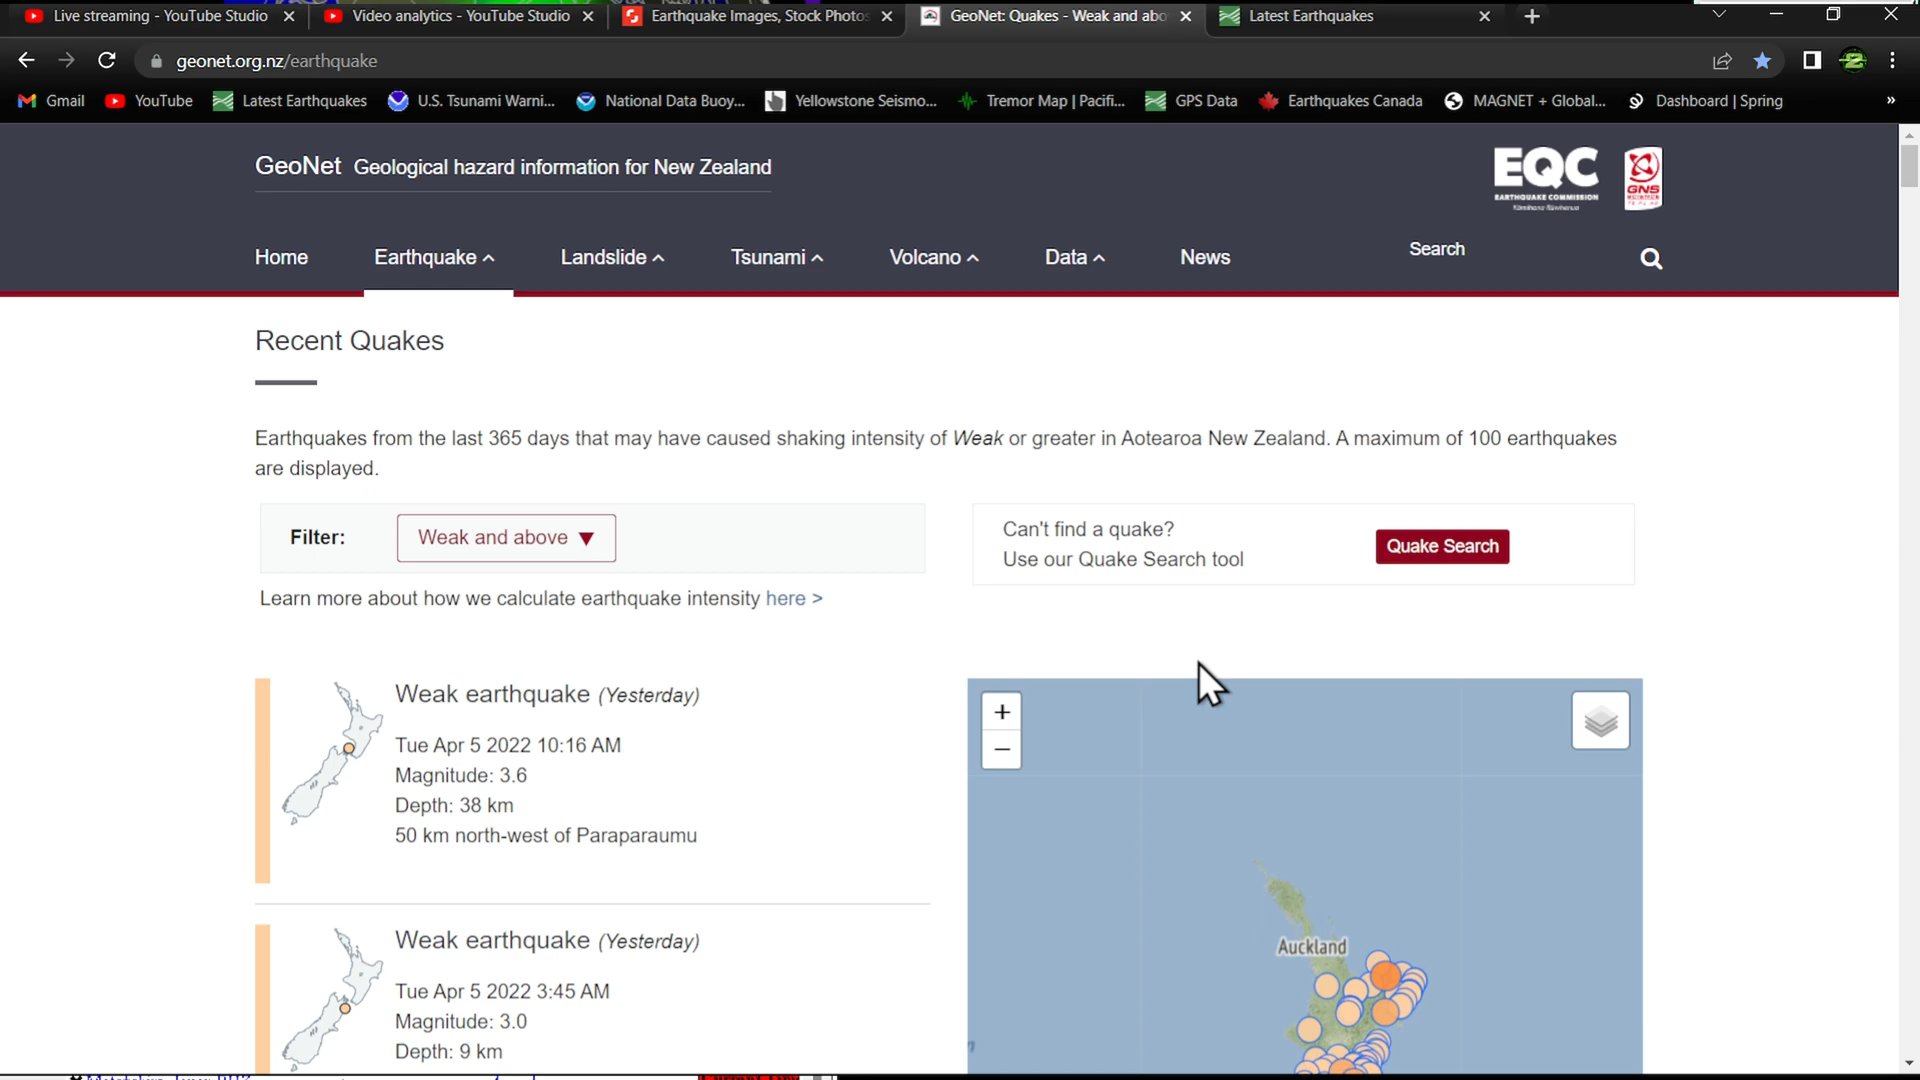 Live streaming - YouTube Studio
Video analytics - YouTube Studio
Earthquake Images, Stock Photos
GeoNet: Quakes - Weak and abo
Latest Earthquakes
geonet.org.nz/earthquake
Gmail
YouTube
Latest Earthquakes
U.S. Tsunami Warni...
National Data Buoy...
Yellowstone Seismo...
Tremor Map | Pacifi...
GPS Data
Earthquakes Canada
MAGNET + Global...
Dashboard | Spring
»
GeoNet Geological hazard information for New Zealand
EQC
EARTHQUAKE COMMISSION
GNS
SCIENCE
Home
Earthquake
Landslide
Tsunami
Volcano
Data
News
Search
Recent Quakes
Earthquakes from the last 365 days that may have caused shaking intensity of Weak or greater in Aotearoa New Zealand. A maximum of 100 earthquakes
are displayed.
Filter:
Weak and above ▼
Can't find a quake?
Use our Quake Search tool
Quake Search
Learn more about how we calculate earthquake intensity here >
Weak earthquake (Yesterday)
Tue Apr 5 2022 10:16 AM
Magnitude: 3.6
Depth: 38 km
50 km north-west of Paraparaumu
Weak earthquake (Yesterday)
Tue Apr 5 2022 3:45 AM
Magnitude: 3.0
Depth: 9 km
+
−
Auckland